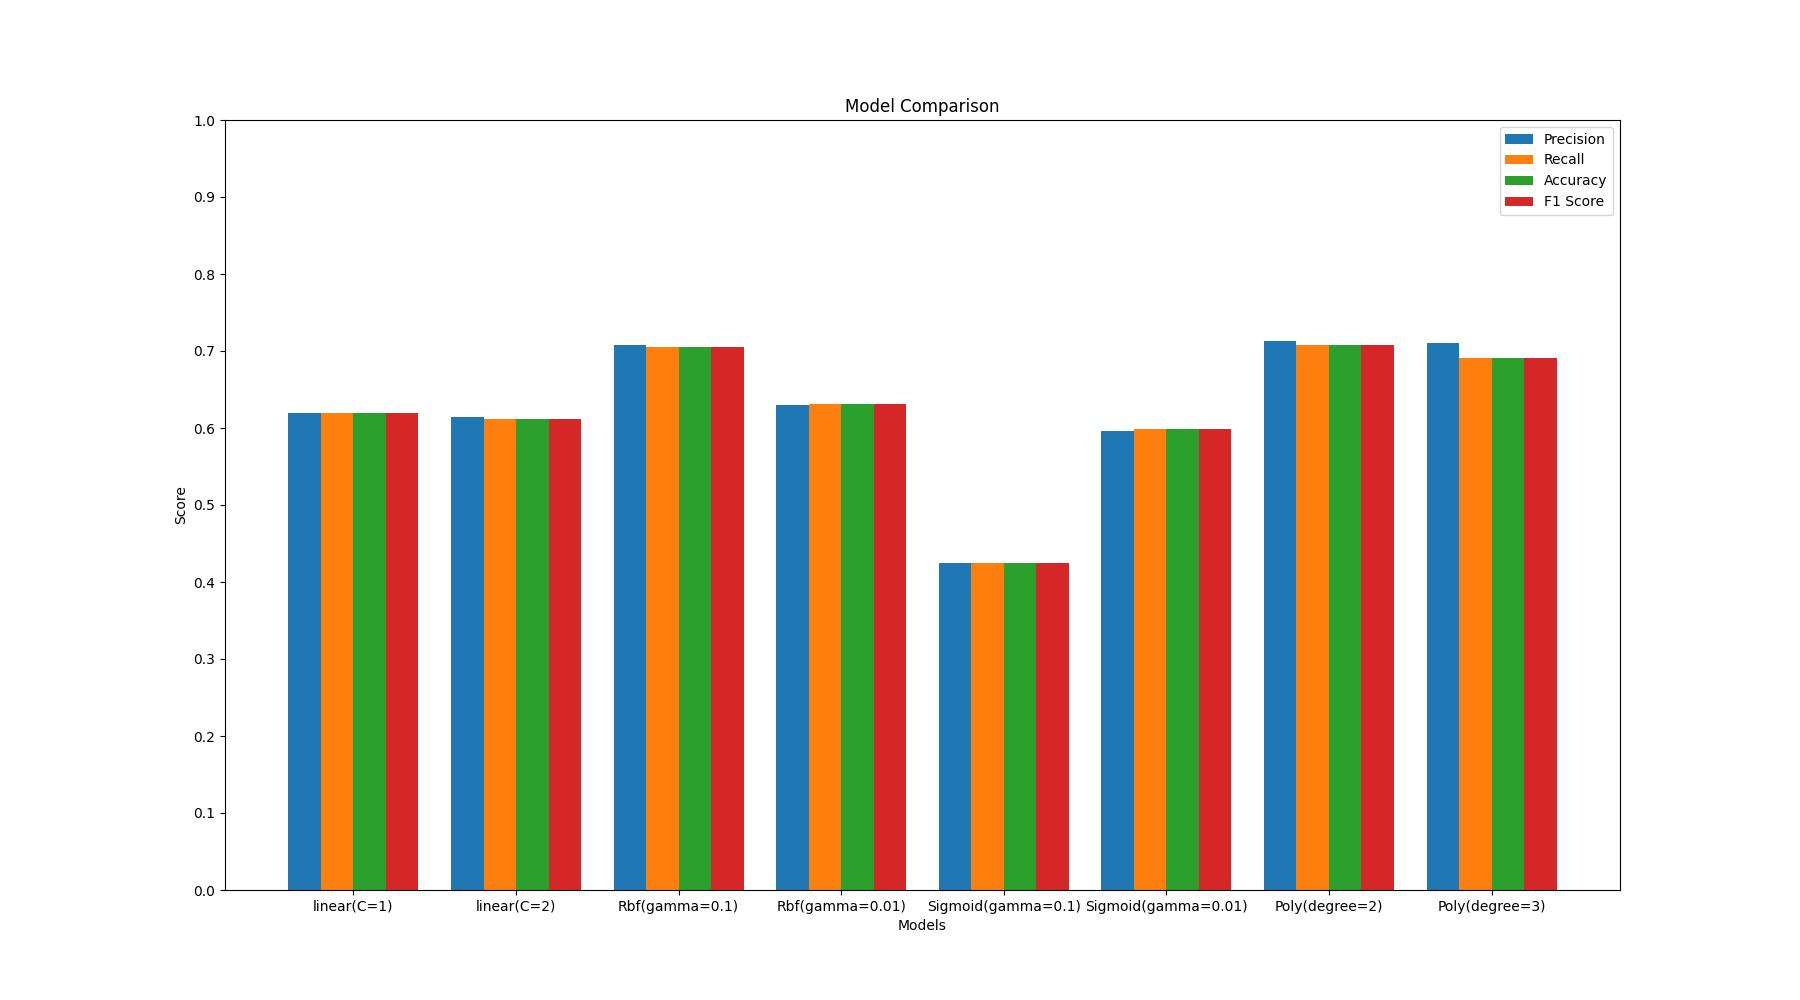 Model Comparison
1.0
0.9
0.8
0.7
0.6
0.5
0.4
0.3
0.2
0.1
0.0
Score
Precision
Recall
Accuracy
F1 Score
linear(C=1) linear(C=2) Rbf(gamma=0.1) Rbf(gamma=0.01) Sigmoid(gamma=0.1) Sigmoid(gamma=0.01) Poly(degree=2) Poly(degree=3)
Models